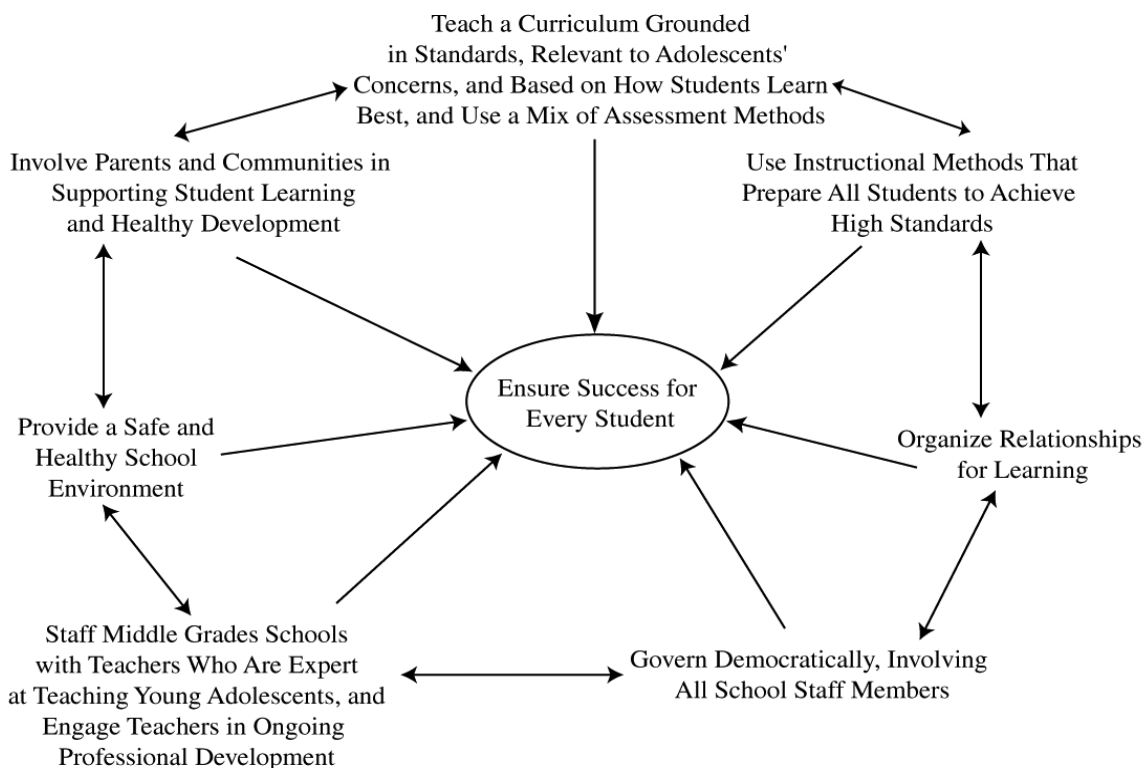 Teach a Curriculum Grounded
in Standards, Relevant to Adolescents'
Concerns, and Based on How Students Learn
Best, and Use a Mix of Assessment Methods
Involve Parents and Communities in
Supporting Student Learning
and Healthy Development
Use Instructional Methods That
Prepare All Students to Achieve
High Standards
Ensure Success for
Every Student
Provide a Safe and
Healthy School
Environment
Organize Relationships
for Learning
Staff Middle Grades Schools
with Teachers Who Are Expert
at Teaching Young Adolescents, and
Engage Teachers in Ongoing
Professional Development
Govern Democratically, Involving
All School Staff Members